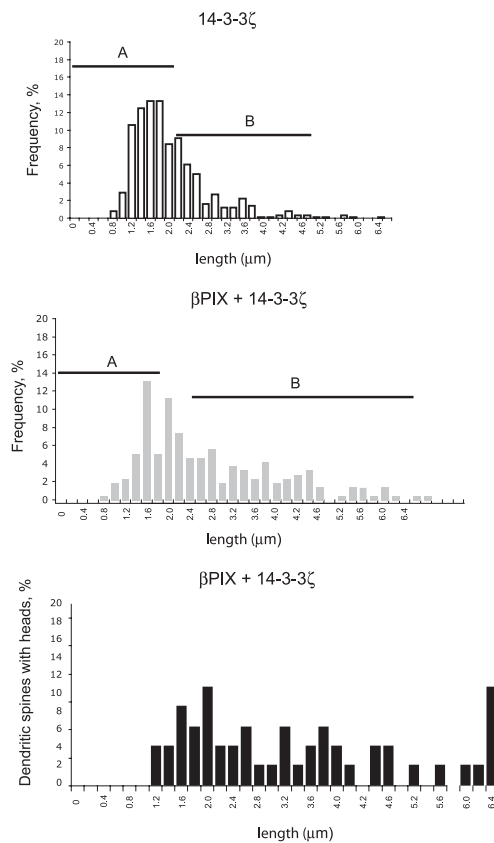 14-3-3ζ
Frequency, %
20
18
16
14
12
10
8
6
4
2
0
A
B
0 0.4 0.8 1.2 1.6 2.0 2.4 2.8 3.2 3.6 4.0 4.4 4.8 5.2 5.6 6.0 6.4
length (μm)
βPIX + 14-3-3ζ
Frequency, %
20
18
16
14
12
10
8
6
4
2
0
A
B
0 0.4 0.8 1.2 1.6 2.0 2.4 2.8 3.2 3.6 4.0 4.4 4.8 5.2 5.6 6.0 6.4
length (μm)
βPIX + 14-3-3ζ
Dendritic spines with heads, %
20
18
16
14
12
10
8
6
4
2
0
0 0.4 0.8 1.2 1.6 2.0 2.4 2.8 3.2 3.6 4.0 4.4 4.8 5.2 5.6 6.0 6.4
length (μm)